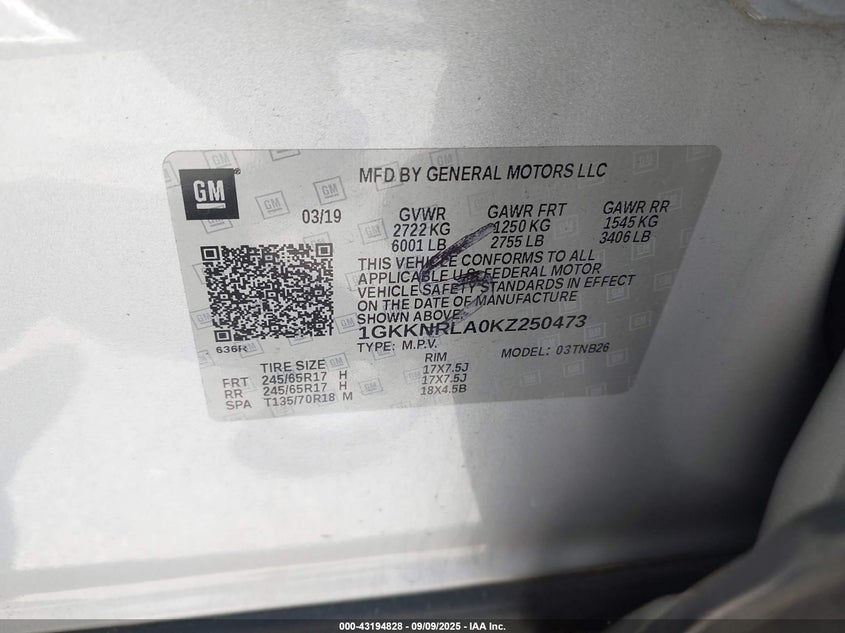 GM
MFD BY GENERAL MOTORS LLC
03/19
GVWR GAWR FRT GAWR RR
2722 KG 1250 KG 1545 KG
6001 LB 2755 LB 3406 LB
THIS VEHICLE CONFORMS TO ALL
APPLICABLE U.S. FEDERAL MOTOR
VEHICLE SAFETY STANDARDS IN EFFECT
ON THE DATE OF MANUFACTURE
SHOWN ABOVE.
1GKKNRLA0KZ250473
636R
TYPE: M.P.V. MODEL: 03TNB26
TIRE SIZE RIM
FRT 245/65R17 H 17X7.5J
RR 245/65R17 H 17X7.5J
SPA T135/70R18 M 18X4.5B
000-43194828 - 09/09/2025 - IAA Inc.